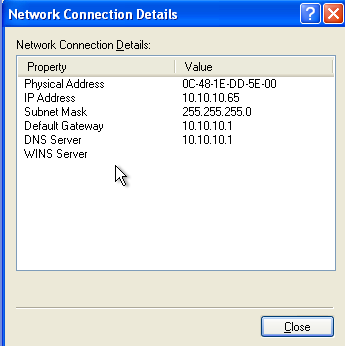 Network Connection Details
Network Connection Details:
Property Value
Physical Address 0C-48-1E-DD-5E-00
IP Address 10.10.10.65
Subnet Mask 255.255.255.0
Default Gateway 10.10.10.1
DNS Server 10.10.10.1
WINS Server
Close